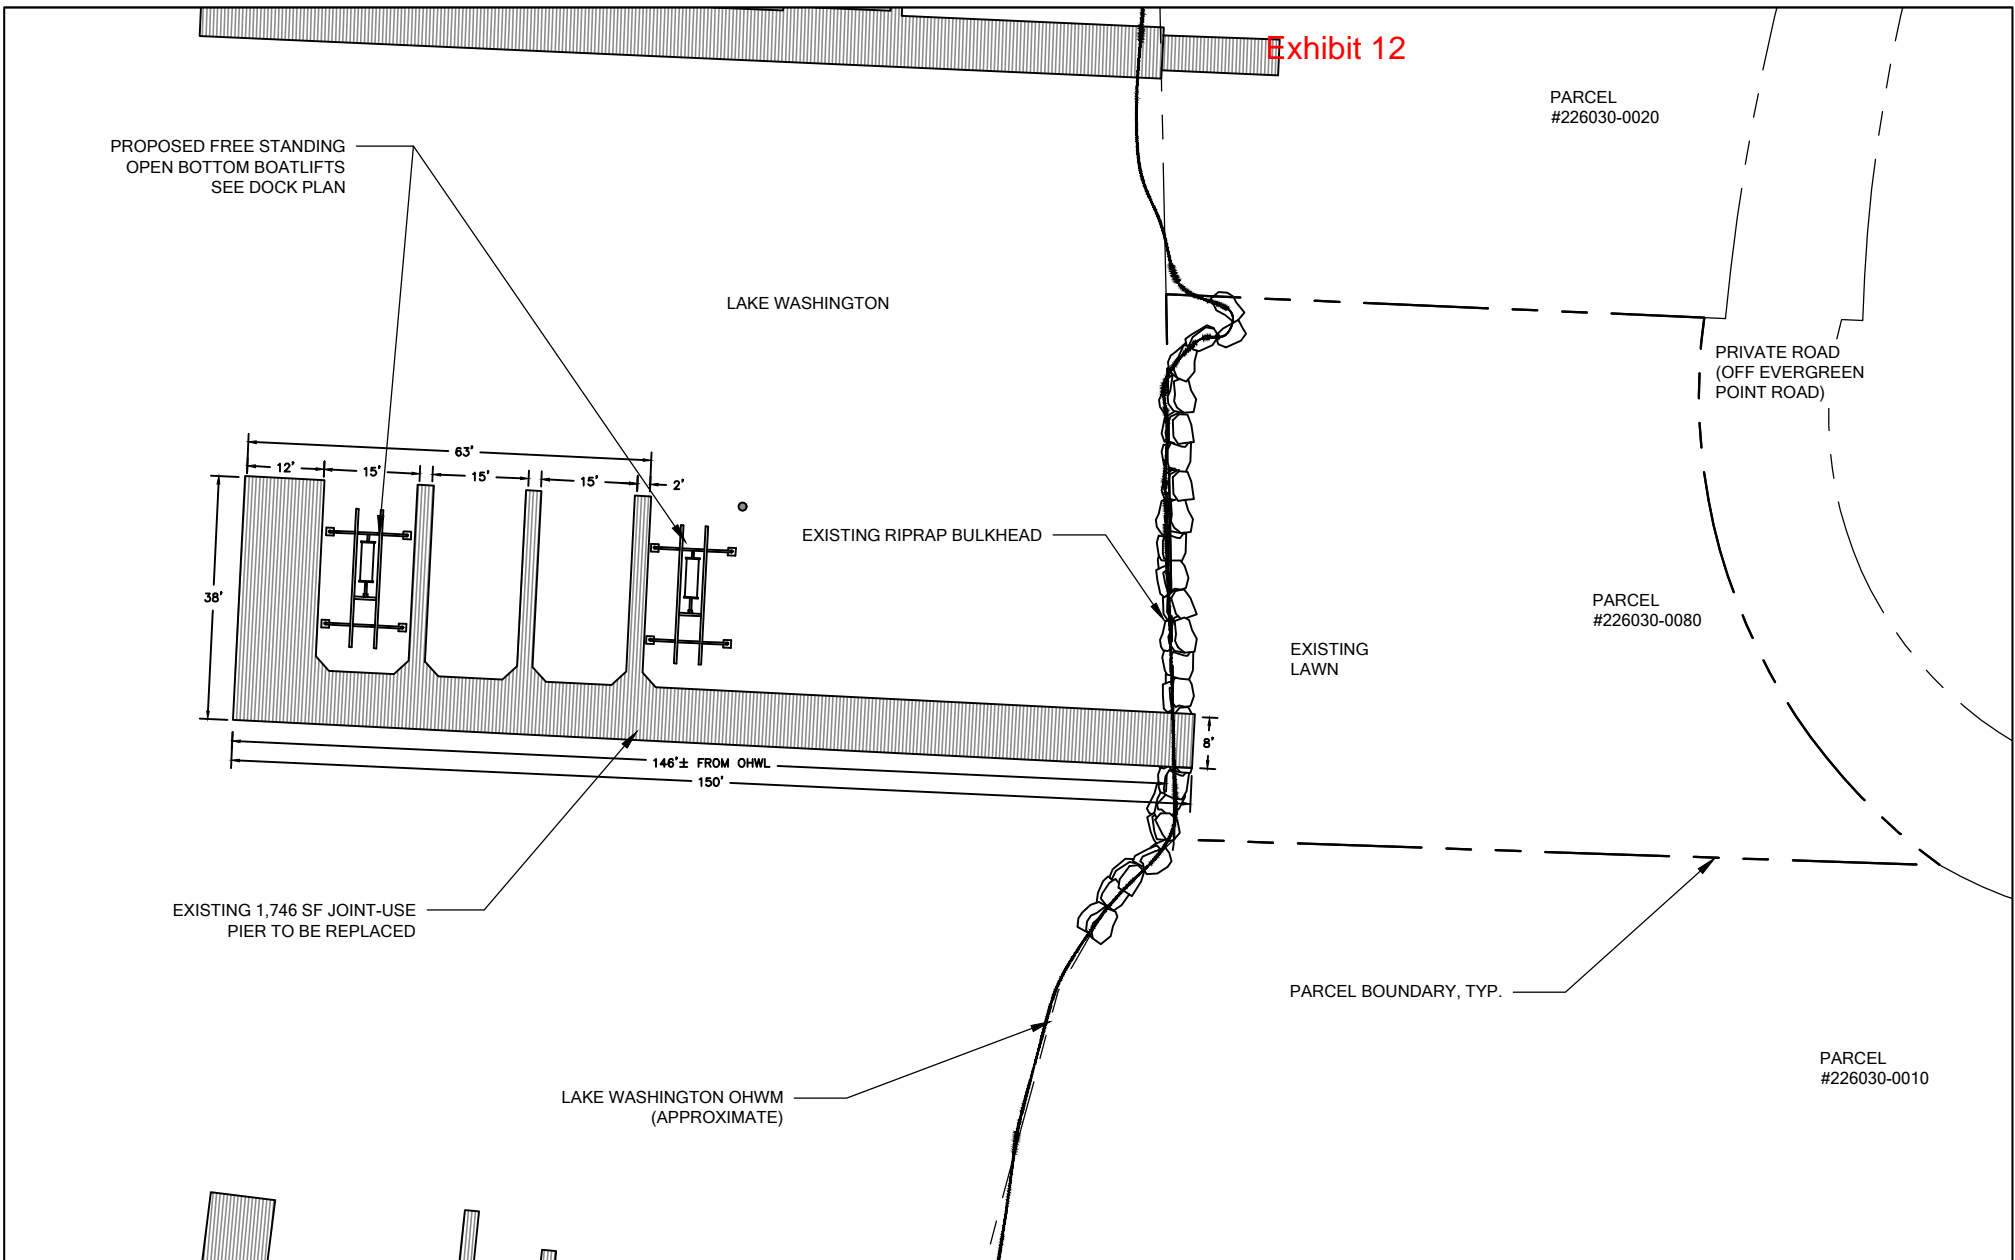 Exhibit 12
PARCEL
#226030-0020
PROPOSED FREE STANDING
OPEN BOTTOM BOATLIFTS
SEE DOCK PLAN
LAKE WASHINGTON
PRIVATE ROAD
(OFF EVERGREEN
POINT ROAD)
63'
12'
15'
15'
15'
2'
38'
EXISTING RIPRAP BULKHEAD
PARCEL
#226030-0080
EXISTING
LAWN
8'
146'± FROM OHWL
150'
EXISTING 1,746 SF JOINT-USE
PIER TO BE REPLACED
PARCEL BOUNDARY, TYP.
PARCEL
#226030-0010
LAKE WASHINGTON OHWM
(APPROXIMATE)